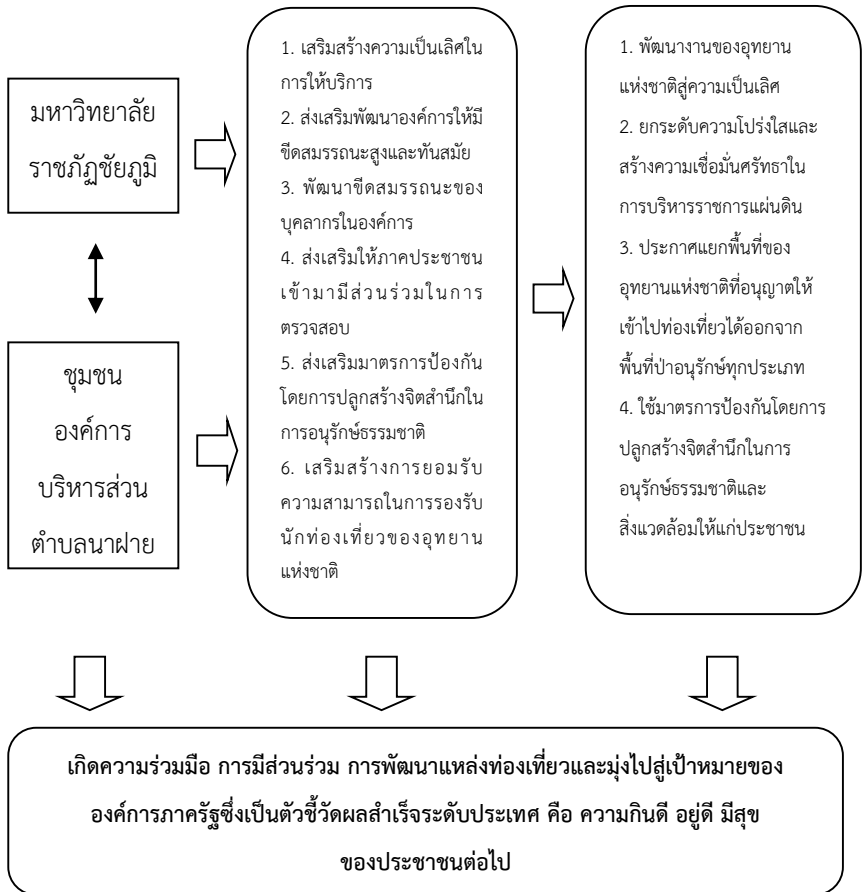 มหาวิทยาลัย
ราชภัฏชัยภูมิ
ชุมชน
องค์การ
บริหารส่วน
ตำบลนาฝาย
1. เสริมสร้างความเป็นเลิศใน
การให้บริการ
2. ส่งเสริมพัฒนาองค์การให้มี
ขีดสมรรถนะสูงและทันสมัย
3. พัฒนาขีดสมรรถนะของ
บุคลากรในองค์การ
4. ส่งเสริมให้ภาคประชาชน
เข้ามามีส่วนร่วมในการ
ตรวจสอบ
5. ส่งเสริมมาตรการป้องกัน
โดยการปลูกสร้างจิตสำนึกใน
การอนุรักษ์ธรรมชาติ
6. เสริมสร้างการยอมรับ
ความสามารถในการรองรับ
นักท่องเที่ยวของอุทยาน
แห่งชาติ
1. พัฒนางานของอุทยาน
แห่งชาติสู่ความเป็นเลิศ
2. ยกระดับความโปร่งใสและ
สร้างความเชื่อมั่นศรัทธาใน
การบริหารราชการแผ่นดิน
3. ประกาศแยกพื้นที่ของ
อุทยานแห่งชาติที่อนุญาตให้
เข้าไปท่องเที่ยวได้ออกจาก
พื้นที่ป่าอนุรักษ์ทุกประเภท
4. ใช้มาตรการป้องกันโดยการ
ปลูกสร้างจิตสำนึกในการ
อนุรักษ์ธรรมชาติและ
สิ่งแวดล้อมให้แก่ประชาชน
เกิดความร่วมมือ การมีส่วนร่วม การพัฒนาแหล่งท่องเที่ยวและมุ่งไปสู่เป้าหมายของ
องค์การภาครัฐซึ่งเป็นตัวชี้วัดผลสำเร็จระดับประเทศ คือ ความกินดี อยู่ดี มีสุข
ของประชาชนต่อไป